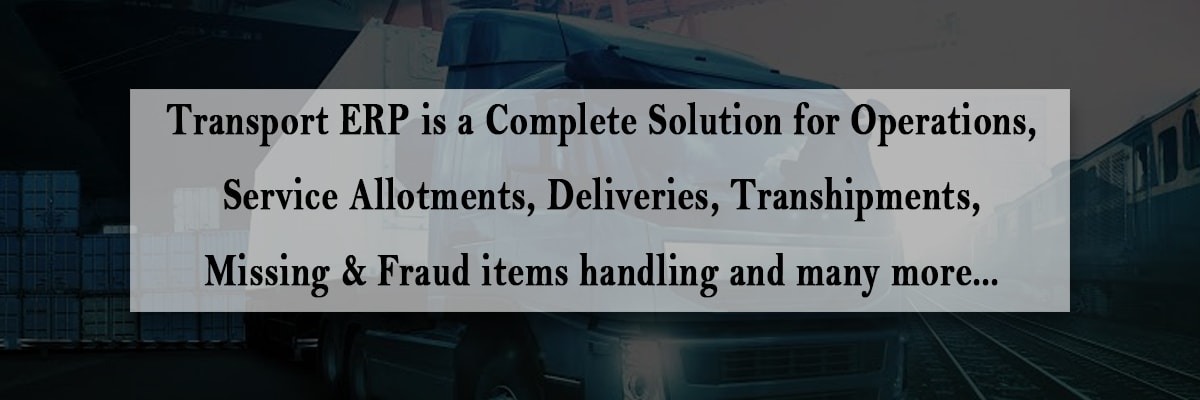 Transport ERP is a Complete Solution for Operations,
Service Allotments, Deliveries, Transhipments,
Missing & Fraud items handling and many more...